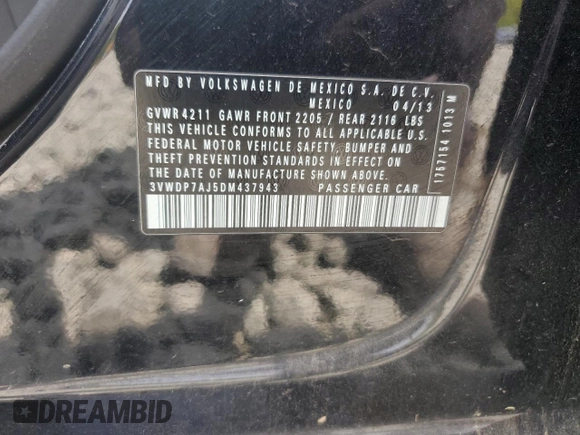 MFD BY VOLKSWAGEN DE MEXICO S.A. DE C.V.
MEXICO 04/13
GVWR 4211 GAWR FRONT 2205 / REAR 2116 LBS
THIS VEHICLE CONFORMS TO ALL APPLICABLE U.S.
FEDERAL MOTOR VEHICLE SAFETY, BUMPER AND
THEFT PREVENTION STANDARDS IN EFFECT ON
THE DATE OF MANUFACTURE SHOWN ABOVE.
3VWDP7AJ5DM437943 PASSENGER CAR
1757154 1013 M
DREAMBID